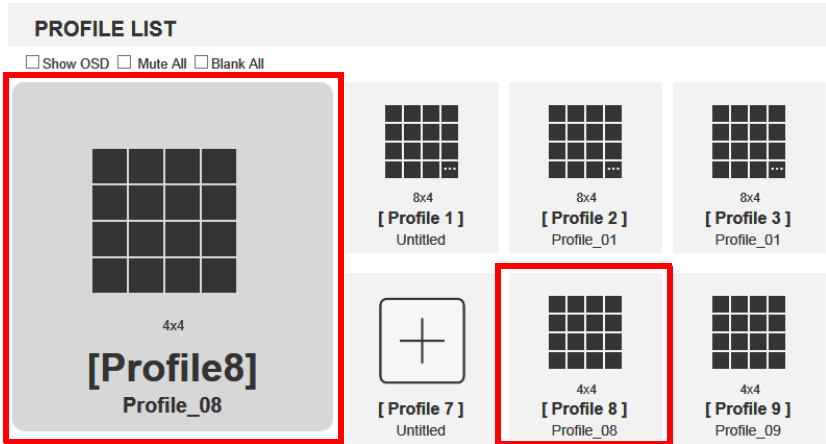 PROFILE LIST
Show OSD Mute All Blank All
4x4
[Profile8]
Profile_08
8x4
[ Profile 1 ]
Untitled
8x4
[ Profile 2 ]
Profile_01
8x4
[ Profile 3 ]
Profile_01
[ Profile 7 ]
Untitled
4x4
[ Profile 8 ]
Profile_08
4x4
[ Profile 9 ]
Profile_09